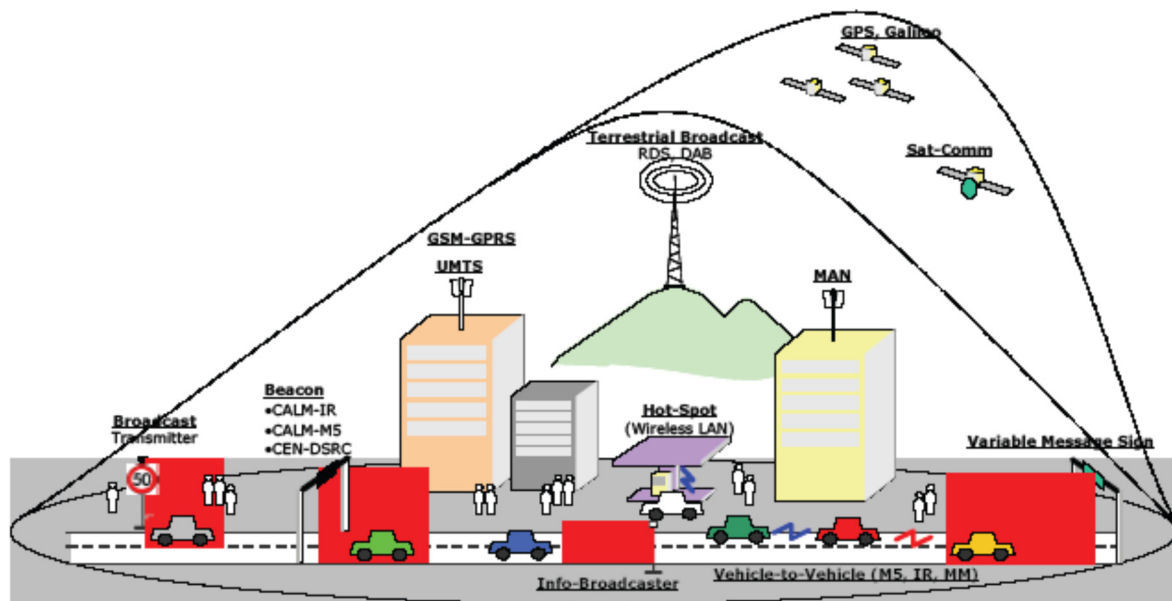 GPS, Galileo
Terrestrial Broadcast
RDS, DAB
Sat-Comm
GSM-GPRS
UMTS
MAN
Beacon
•CALM-IR
•CALM-M5
•CEN-DSRC
Broadcast
Transmitter
Hot-Spot
(Wireless LAN)
Variable Message Sign
50
Info-Broadcaster
Vehicle-to-Vehicle (M5, IR, MM)